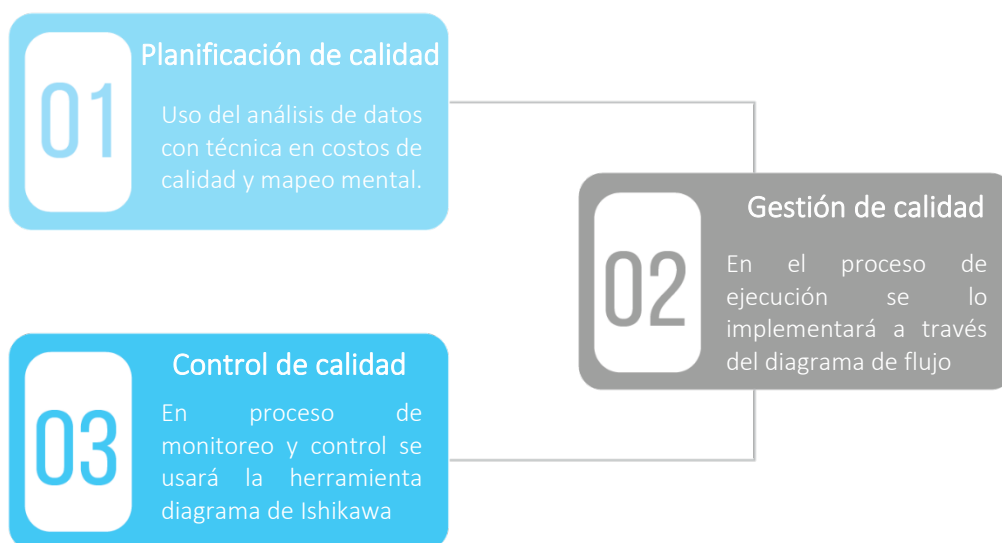 01
Planificación de calidad
Uso del análisis de datos
con técnica en costos de
calidad y mapeo mental.
02
Gestión de calidad
En el proceso de
ejecución se lo
implementará a través
del diagrama de flujo
03
Control de calidad
En proceso de
monitoreo y control se
usará la herramienta
diagrama de Ishikawa